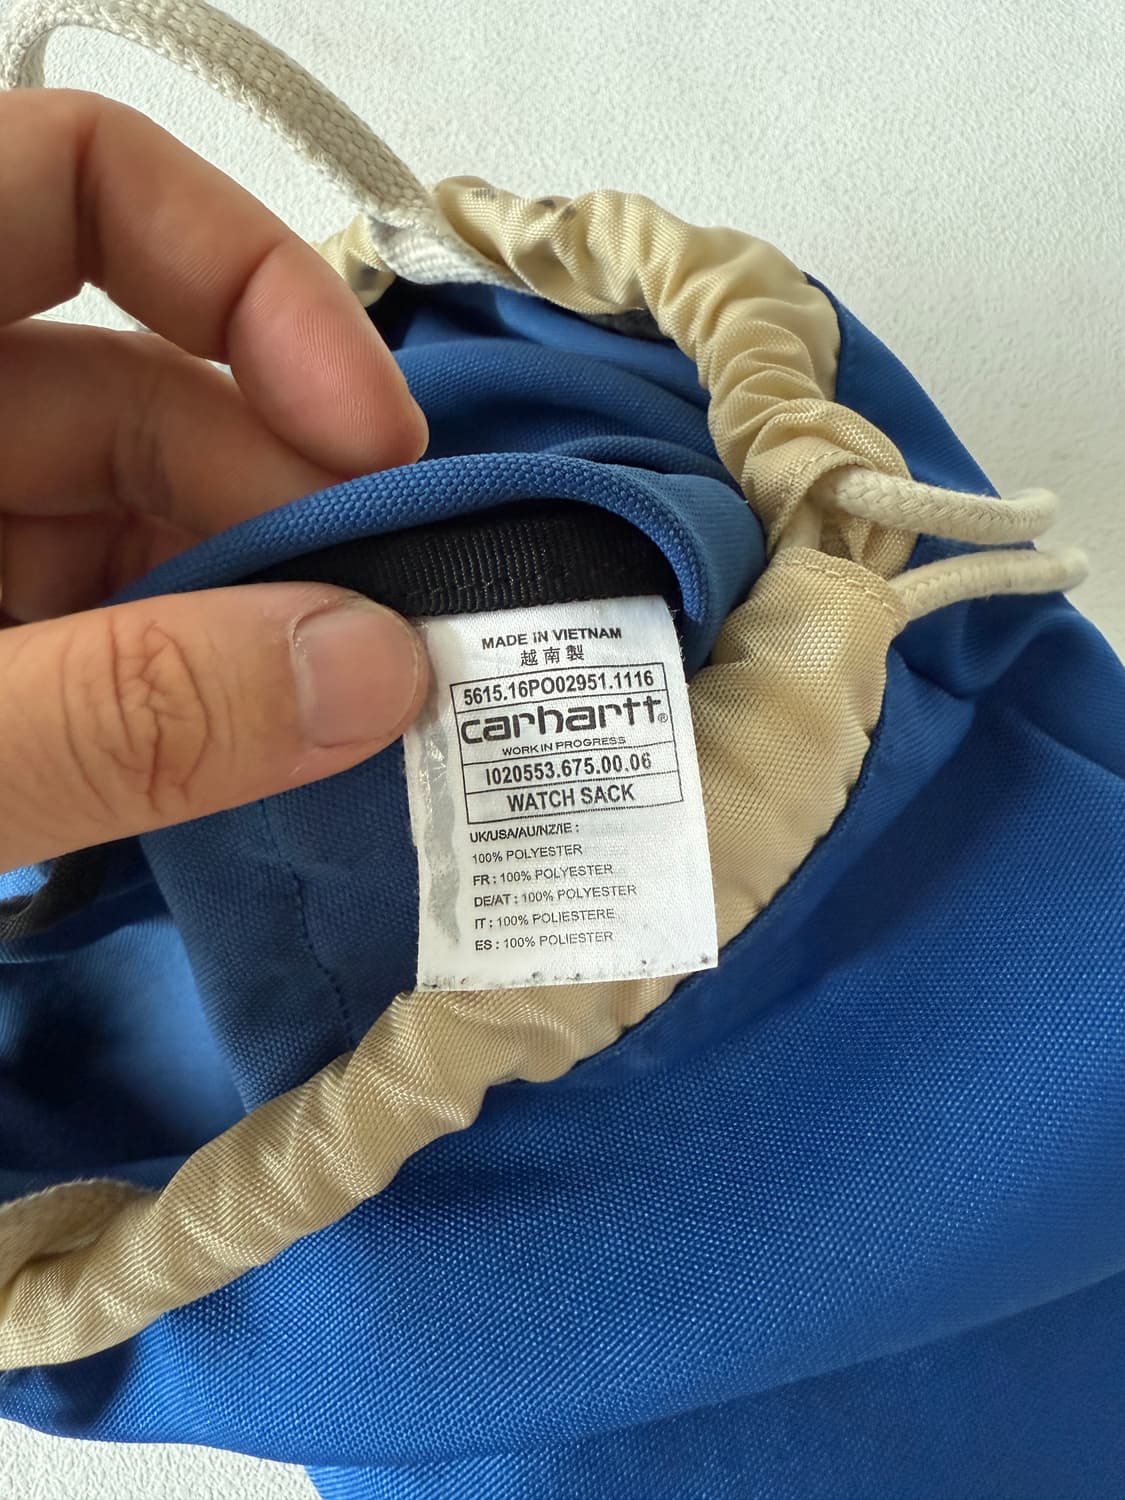 MADE IN VIETNAM
越南製
5615.16PO02951.1116
carhartt®
WORK IN PROGRESS
I020553.675.00.06
WATCH SACK
UK/USA/AU/NZ/IE :
100% POLYESTER
FR : 100% POLYESTER
DE/AT : 100% POLYESTER
IT : 100% POLIESTERE
ES : 100% POLIESTER